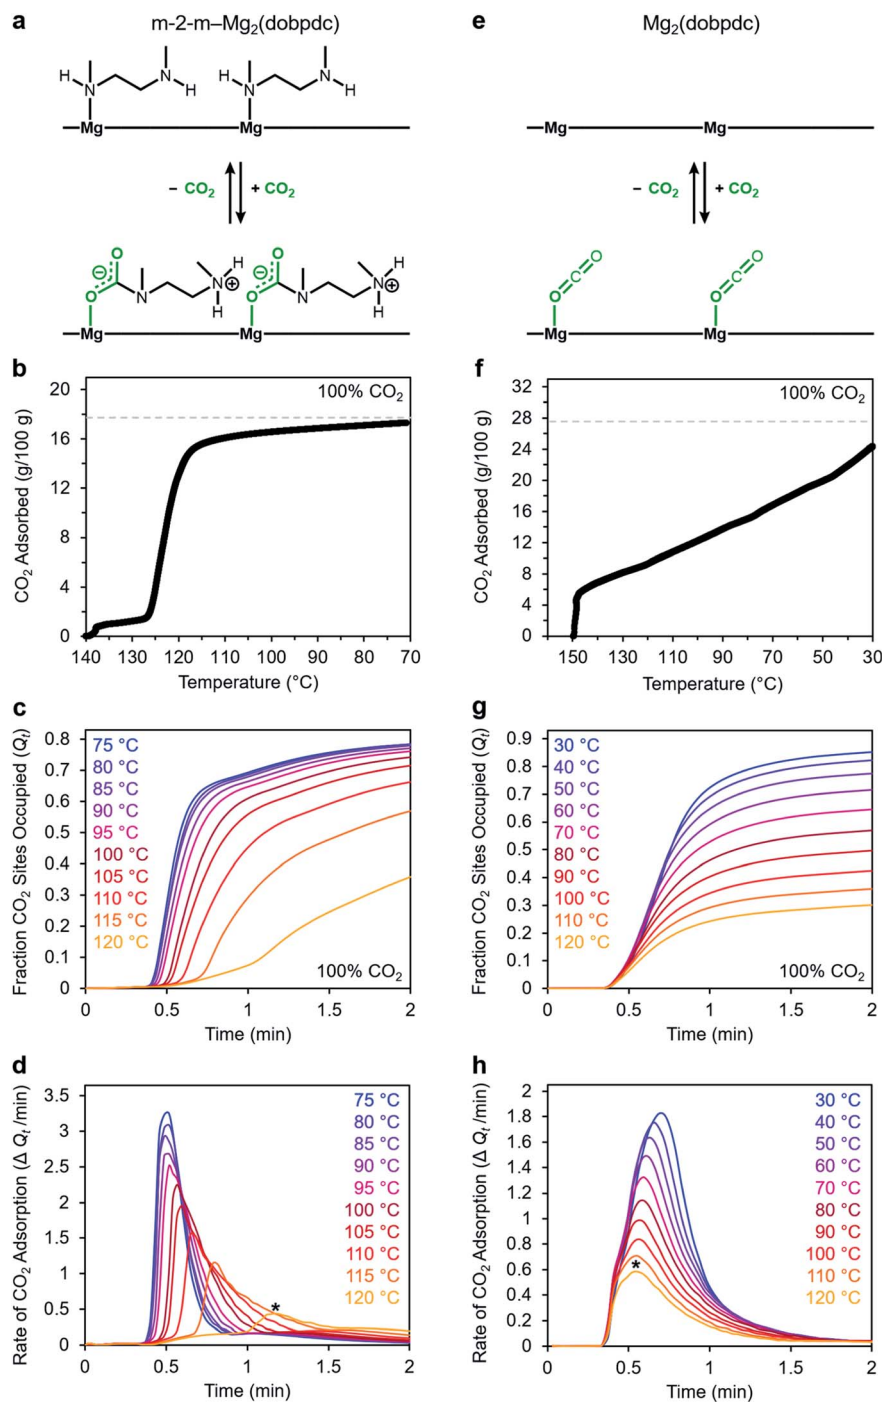 a
m-2-m–Mg₂(dobpdc)
H
N
N
H
H
N
N
H
Mg
Mg
– CO₂
+ CO₂
O
⊖
O
N
N
H
⊕
H
O
⊖
O
N
N
H
⊕
H
Mg
Mg
b
100% CO₂
20
16
12
8
4
0
CO₂ Adsorbed (g/100 g)
140 130 120 110 100 90 80 70
Temperature (°C)
c
0.8
0.7
0.6
0.5
0.4
0.3
0.2
0.1
0
Fraction CO₂ Sites Occupied (Qₜ)
75 °C
80 °C
85 °C
90 °C
95 °C
100 °C
105 °C
110 °C
115 °C
120 °C
100% CO₂
0 0.5 1 1.5 2
Time (min)
d
3.5
3
2.5
2
1.5
1
0.5
0
Rate of CO₂ Adsorption (Δ Qₜ /min)
75 °C
80 °C
85 °C
90 °C
95 °C
100 °C
105 °C
110 °C
115 °C
120 °C
*
0 0.5 1 1.5 2
Time (min)
e
Mg₂(dobpdc)
Mg
Mg
– CO₂
+ CO₂
O
C
O
O
C
O
Mg
Mg
f
100% CO₂
32
28
24
20
16
12
8
4
0
CO₂ Adsorbed (g/100 g)
150 130 110 90 70 50 30
Temperature (°C)
g
0.9
0.8
0.7
0.6
0.5
0.4
0.3
0.2
0.1
0
Fraction CO₂ Sites Occupied (Qₜ)
30 °C
40 °C
50 °C
60 °C
70 °C
80 °C
90 °C
100 °C
110 °C
120 °C
100% CO₂
0 0.5 1 1.5 2
Time (min)
h
2
1.8
1.6
1.4
1.2
1
0.8
0.6
0.4
0.2
0
Rate of CO₂ Adsorption (Δ Qₜ /min)
30 °C
40 °C
50 °C
60 °C
70 °C
80 °C
90 °C
100 °C
110 °C
120 °C
*
0 0.5 1 1.5 2
Time (min)